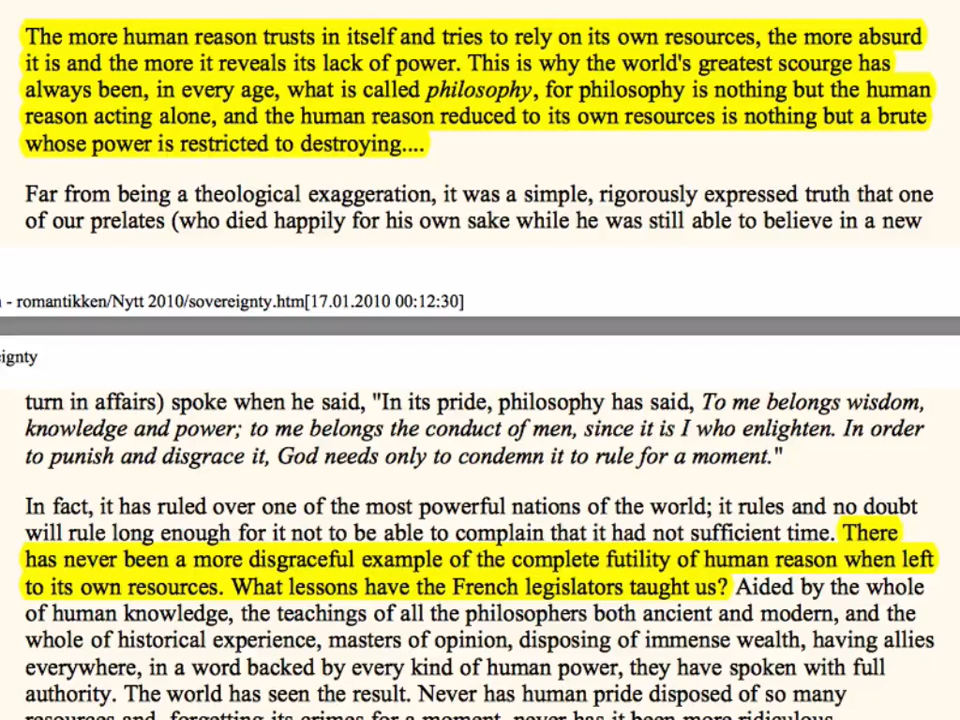 The more human reason trusts in itself and tries to rely on its own resources, the more absurd
it is and the more it reveals its lack of power. This is why the world's greatest scourge has
always been, in every age, what is called philosophy, for philosophy is nothing but the human
reason acting alone, and the human reason reduced to its own resources is nothing but a brute
whose power is restricted to destroying....
Far from being a theological exaggeration, it was a simple, rigorously expressed truth that one
of our prelates (who died happily for his own sake while he was still able to believe in a new
- romantikken/Nytt 2010/sovereignty.htm[17.01.2010 00:12:30]
eignty
turn in affairs) spoke when he said, "In its pride, philosophy has said, To me belongs wisdom,
knowledge and power; to me belongs the conduct of men, since it is I who enlighten. In order
to punish and disgrace it, God needs only to condemn it to rule for a moment."
In fact, it has ruled over one of the most powerful nations of the world; it rules and no doubt
will rule long enough for it not to be able to complain that it had not sufficient time. There
has never been a more disgraceful example of the complete futility of human reason when left
to its own resources. What lessons have the French legislators taught us? Aided by the whole
of human knowledge, the teachings of all the philosophers both ancient and modern, and the
whole of historical experience, masters of opinion, disposing of immense wealth, having allies
everywhere, in a word backed by every kind of human power, they have spoken with full
authority. The world has seen the result. Never has human pride disposed of so many
resources and, forgetting its crimes for a moment, never has it been more ridiculous.